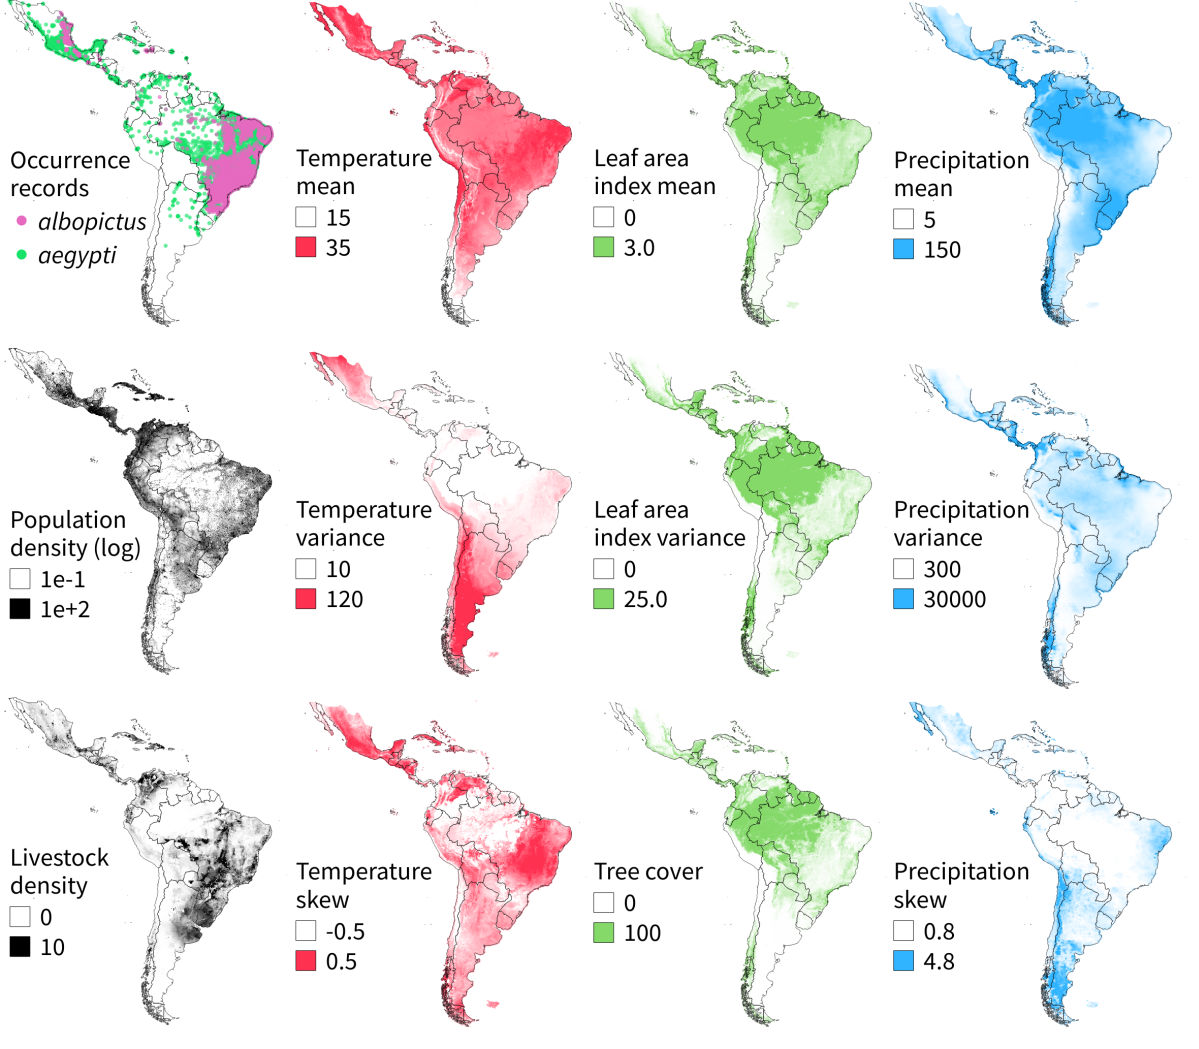 Occurrence
records
albopictus
aegypti
Temperature
mean
15
35
Leaf area
index mean
0
3.0
Precipitation
mean
5
150
Population
density (log)
1e-1
1e+2
Temperature
variance
10
120
Leaf area
index variance
0
25.0
Precipitation
variance
300
30000
Livestock
density
0
10
Temperature
skew
-0.5
0.5
Tree cover
0
100
Precipitation
skew
0.8
4.8